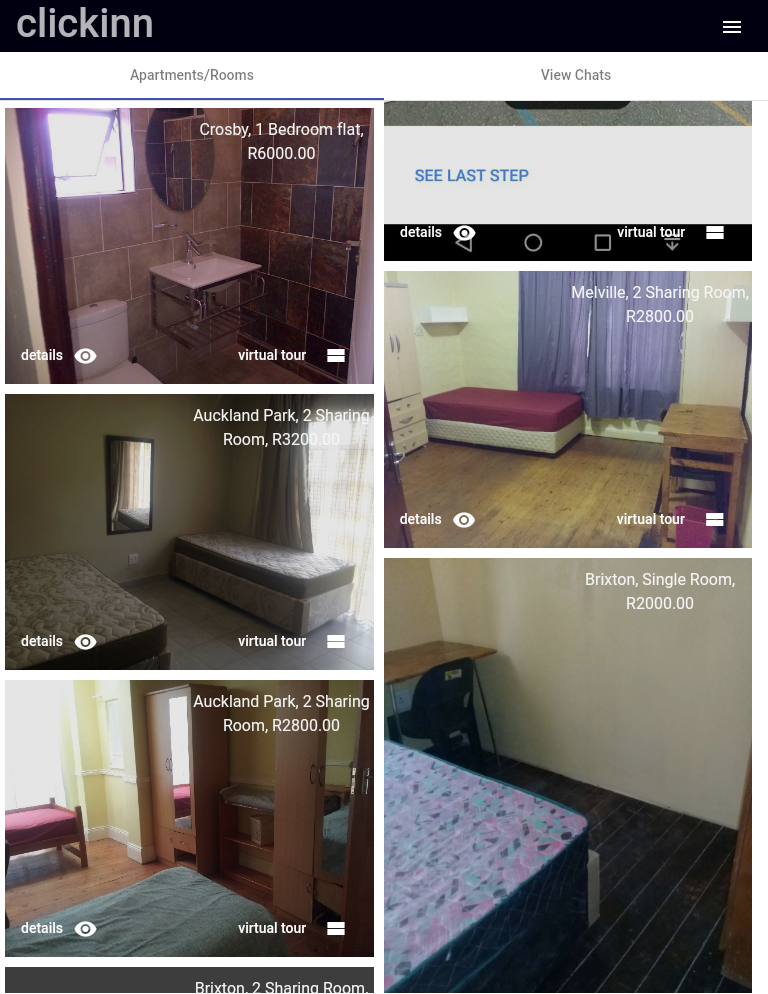 clickinn
Apartments/Rooms
View Chats
Crosby, 1 Bedroom flat,
R6000.00
details
virtual tour
Auckland Park, 2 Sharing
Room, R3200.00
details
virtual tour
Auckland Park, 2 Sharing
Room, R2800.00
details
virtual tour
Brixton, 2 Sharing Room,
SEE LAST STEP
details
virtual tour
Melville, 2 Sharing Room,
R2800.00
details
virtual tour
Brixton, Single Room,
R2000.00